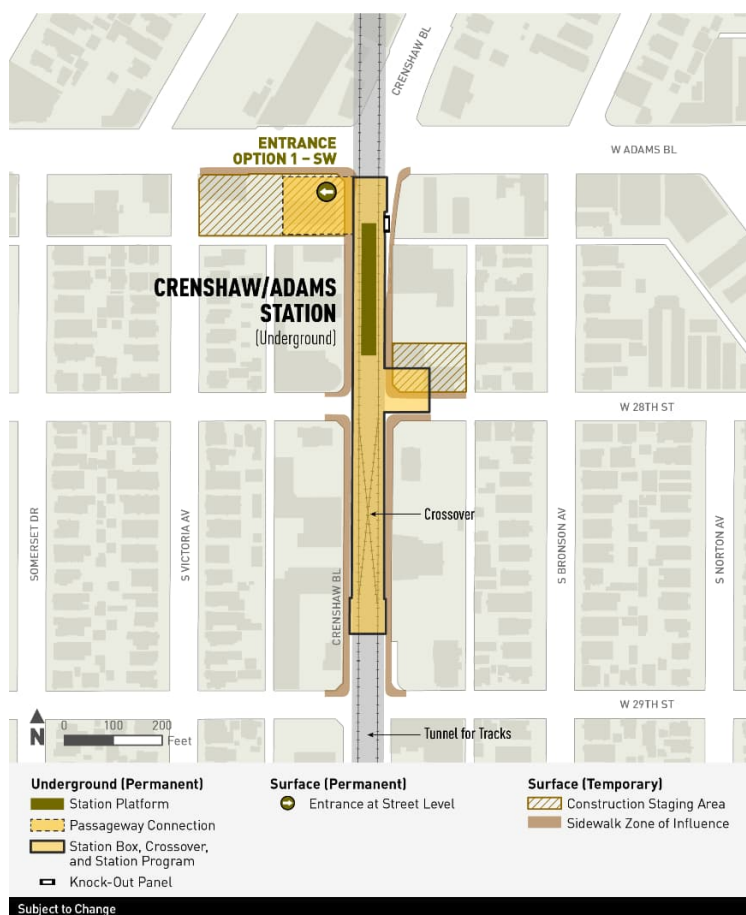 CRENSHAW BL
W ADAMS BL
ENTRANCE
OPTION 1 – SW
CRENSHAW/ADAMS
STATION
(Underground)
W 28TH ST
Crossover
SOMERSET DR
S VICTORIA AV
CRENSHAW BL
S BRONSON AV
S NORTON AV
W 29TH ST
N
0 100 200
Feet
Tunnel for Tracks
Underground (Permanent)
Station Platform
Passageway Connection
Station Box, Crossover,
and Station Program
Knock-Out Panel
Surface (Permanent)
Entrance at Street Level
Surface (Temporary)
Construction Staging Area
Sidewalk Zone of Influence
Subject to Change